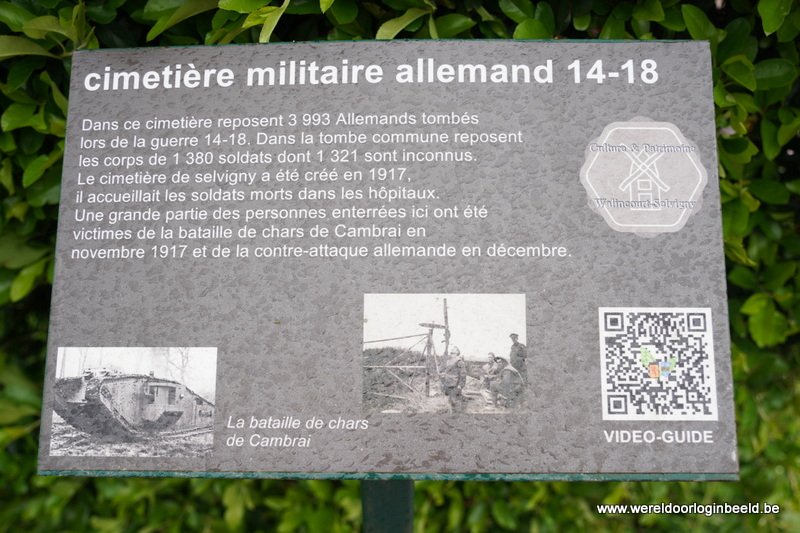 cimetière militaire allemand 14-18
Dans ce cimetière reposent 3 993 Allemands tombés
lors de la guerre 14-18. Dans la tombe commune reposent
les corps de 1 380 soldats dont 1 321 sont inconnus.
Le cimetière de selvigny a été créé en 1917,
il accueillait les soldats morts dans les hôpitaux.
Une grande partie des personnes enterrées ici ont été
victimes de la bataille de chars de Cambrai en
novembre 1917 et de la contre-attaque allemande en décembre.
Culture & Patrimoine
Walincourt-Selvigny
La bataille de chars
de Cambrai
VIDEO-GUIDE
www.wereldoorloginbeeld.be